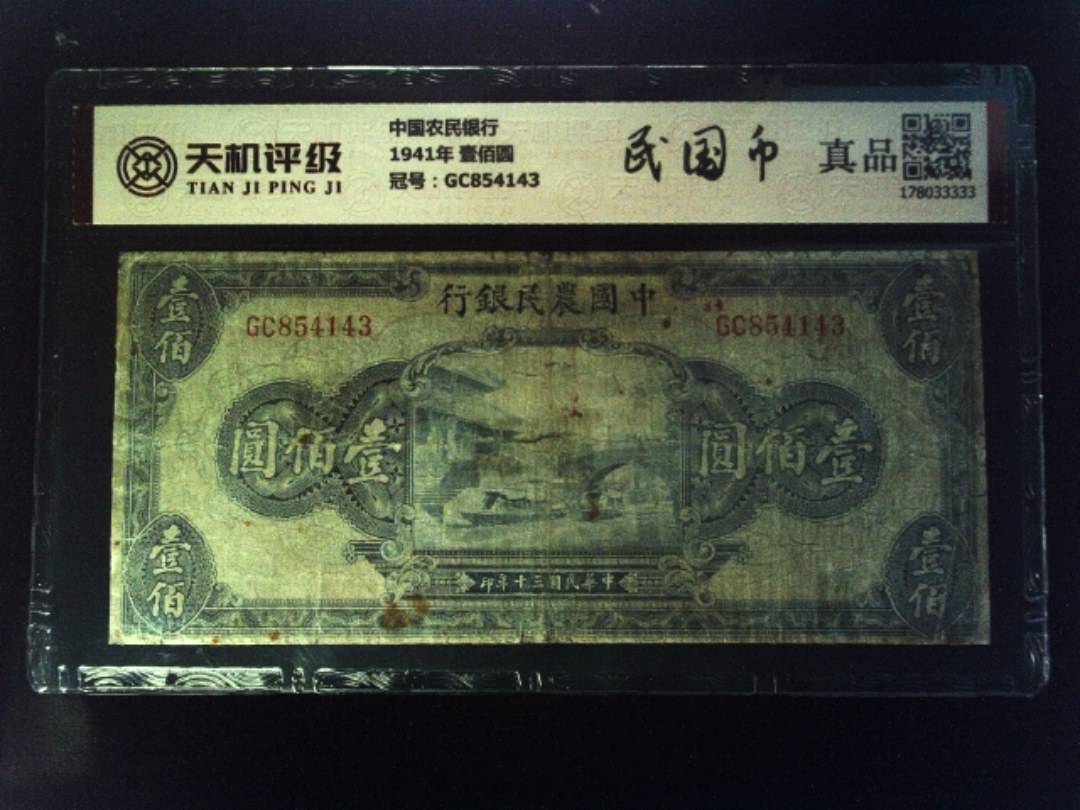 天机评级
TIAN JI PING JI
中国农民银行
1941年 壹佰圆
冠号：GC854143
民国币
真品
178033333
行銀民農國中
壹佰
壹佰
GC854143
GC854143
圓佰壹
圓佰壹
壹佰
壹佰
印年十三國民華中